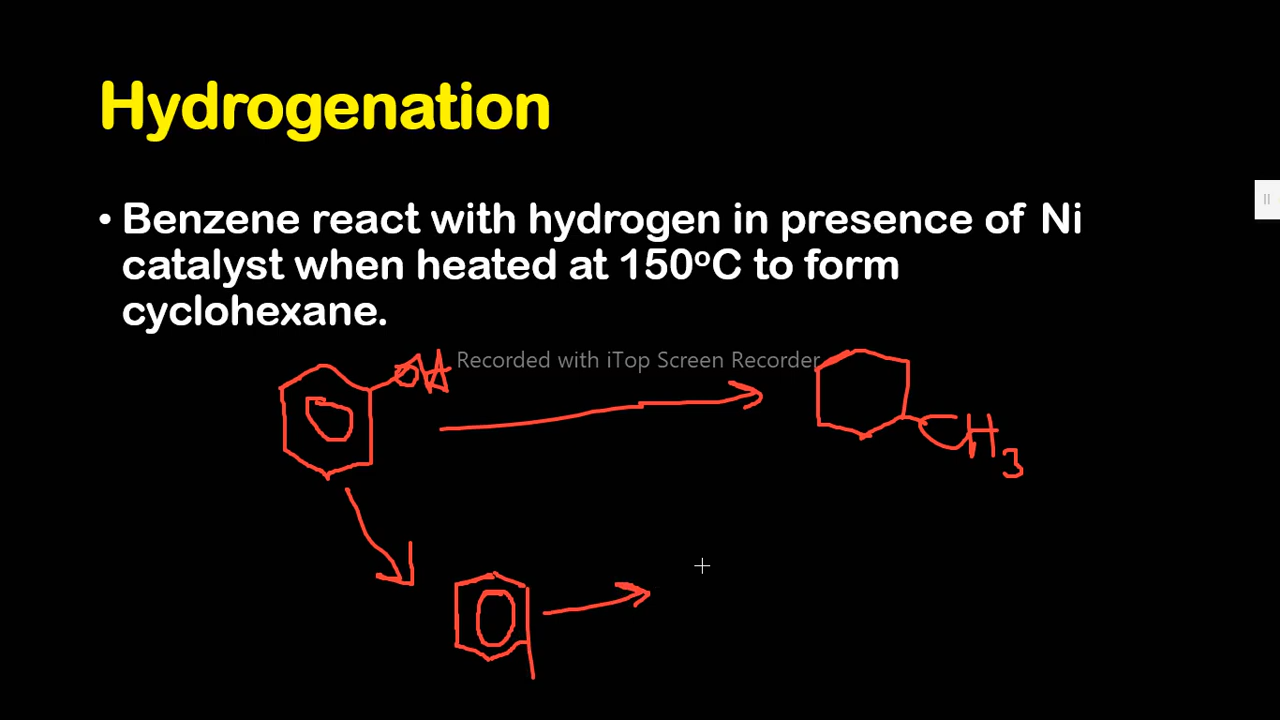 Hydrogenation
• Benzene react with hydrogen in presence of Ni
catalyst when heated at 150ᵒC to form
cyclohexane.
Recorded with iTop Screen Recorder
OH
CH3